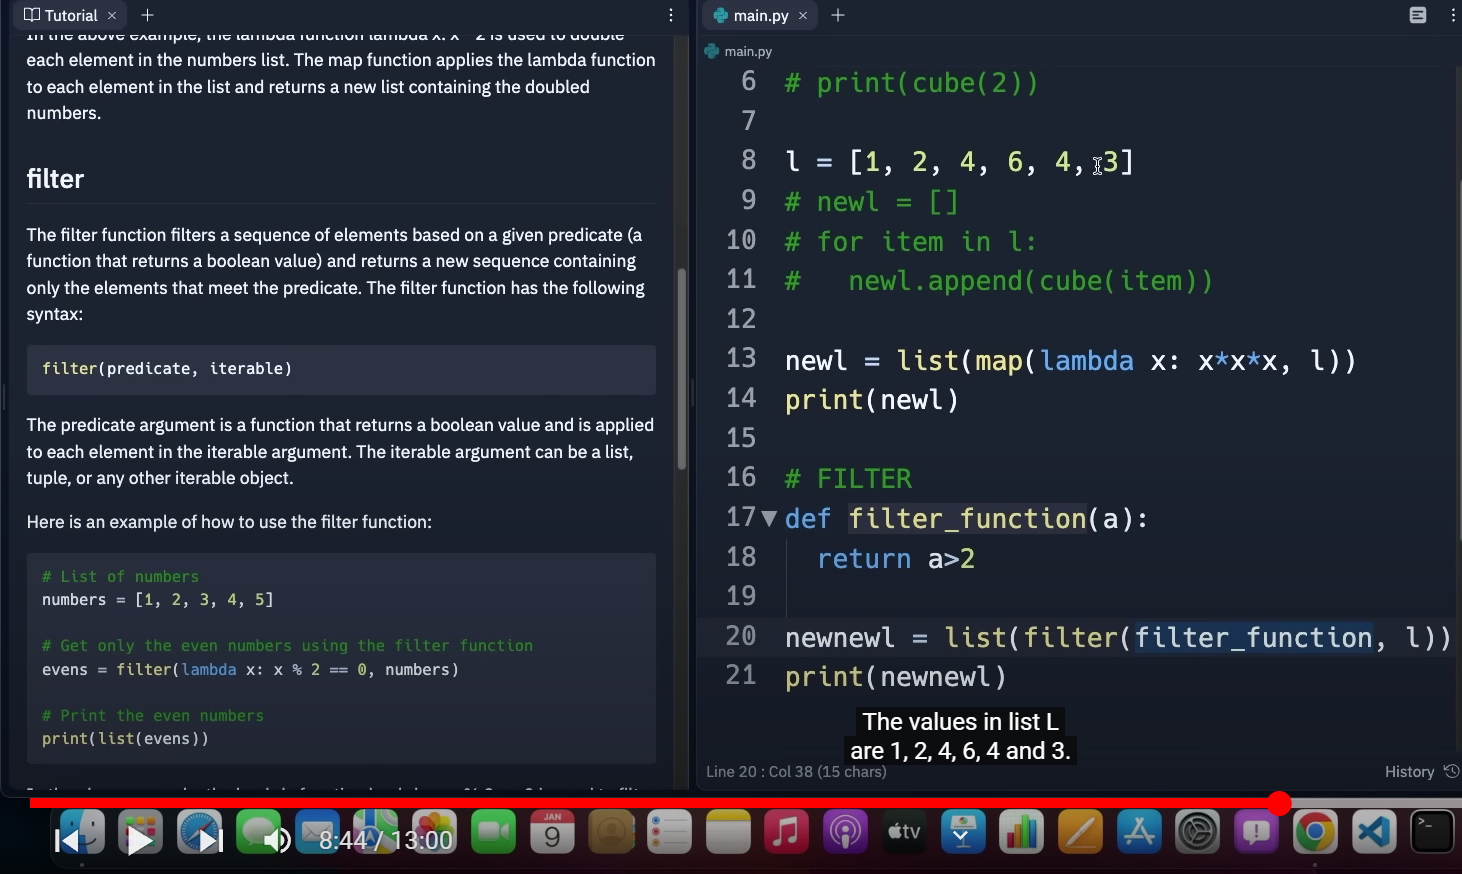 Tutorial
In the above example, the lambda function lambda x: x * 2 is used to double
each element in the numbers list. The map function applies the lambda function
to each element in the list and returns a new list containing the doubled
numbers.
filter
The filter function filters a sequence of elements based on a given predicate (a
function that returns a boolean value) and returns a new sequence containing
only the elements that meet the predicate. The filter function has the following
syntax:
filter(predicate, iterable)
The predicate argument is a function that returns a boolean value and is applied
to each element in the iterable argument. The iterable argument can be a list,
tuple, or any other iterable object.
Here is an example of how to use the filter function:
# List of numbers
numbers = [1, 2, 3, 4, 5]
# Get only the even numbers using the filter function
evens = filter(lambda x: x % 2 == 0, numbers)
# Print the even numbers
print(list(evens))
main.py
main.py
6 # print(cube(2))
7
8 l = [1, 2, 4, 6, 4, 3]
9 # newl = []
10 # for item in l:
11 #   newl.append(cube(item))
12
13 newl = list(map(lambda x: x*x*x, l))
14 print(newl)
15
16 # FILTER
17 def filter_function(a):
18   return a>2
19
20 newnewl = list(filter(filter_function, l))
21 print(newnewl)
The values in list L
are 1, 2, 4, 6, 4 and 3.
Line 20 : Col 38 (15 chars)
History
JAN
9
tv
8:44 / 13:00